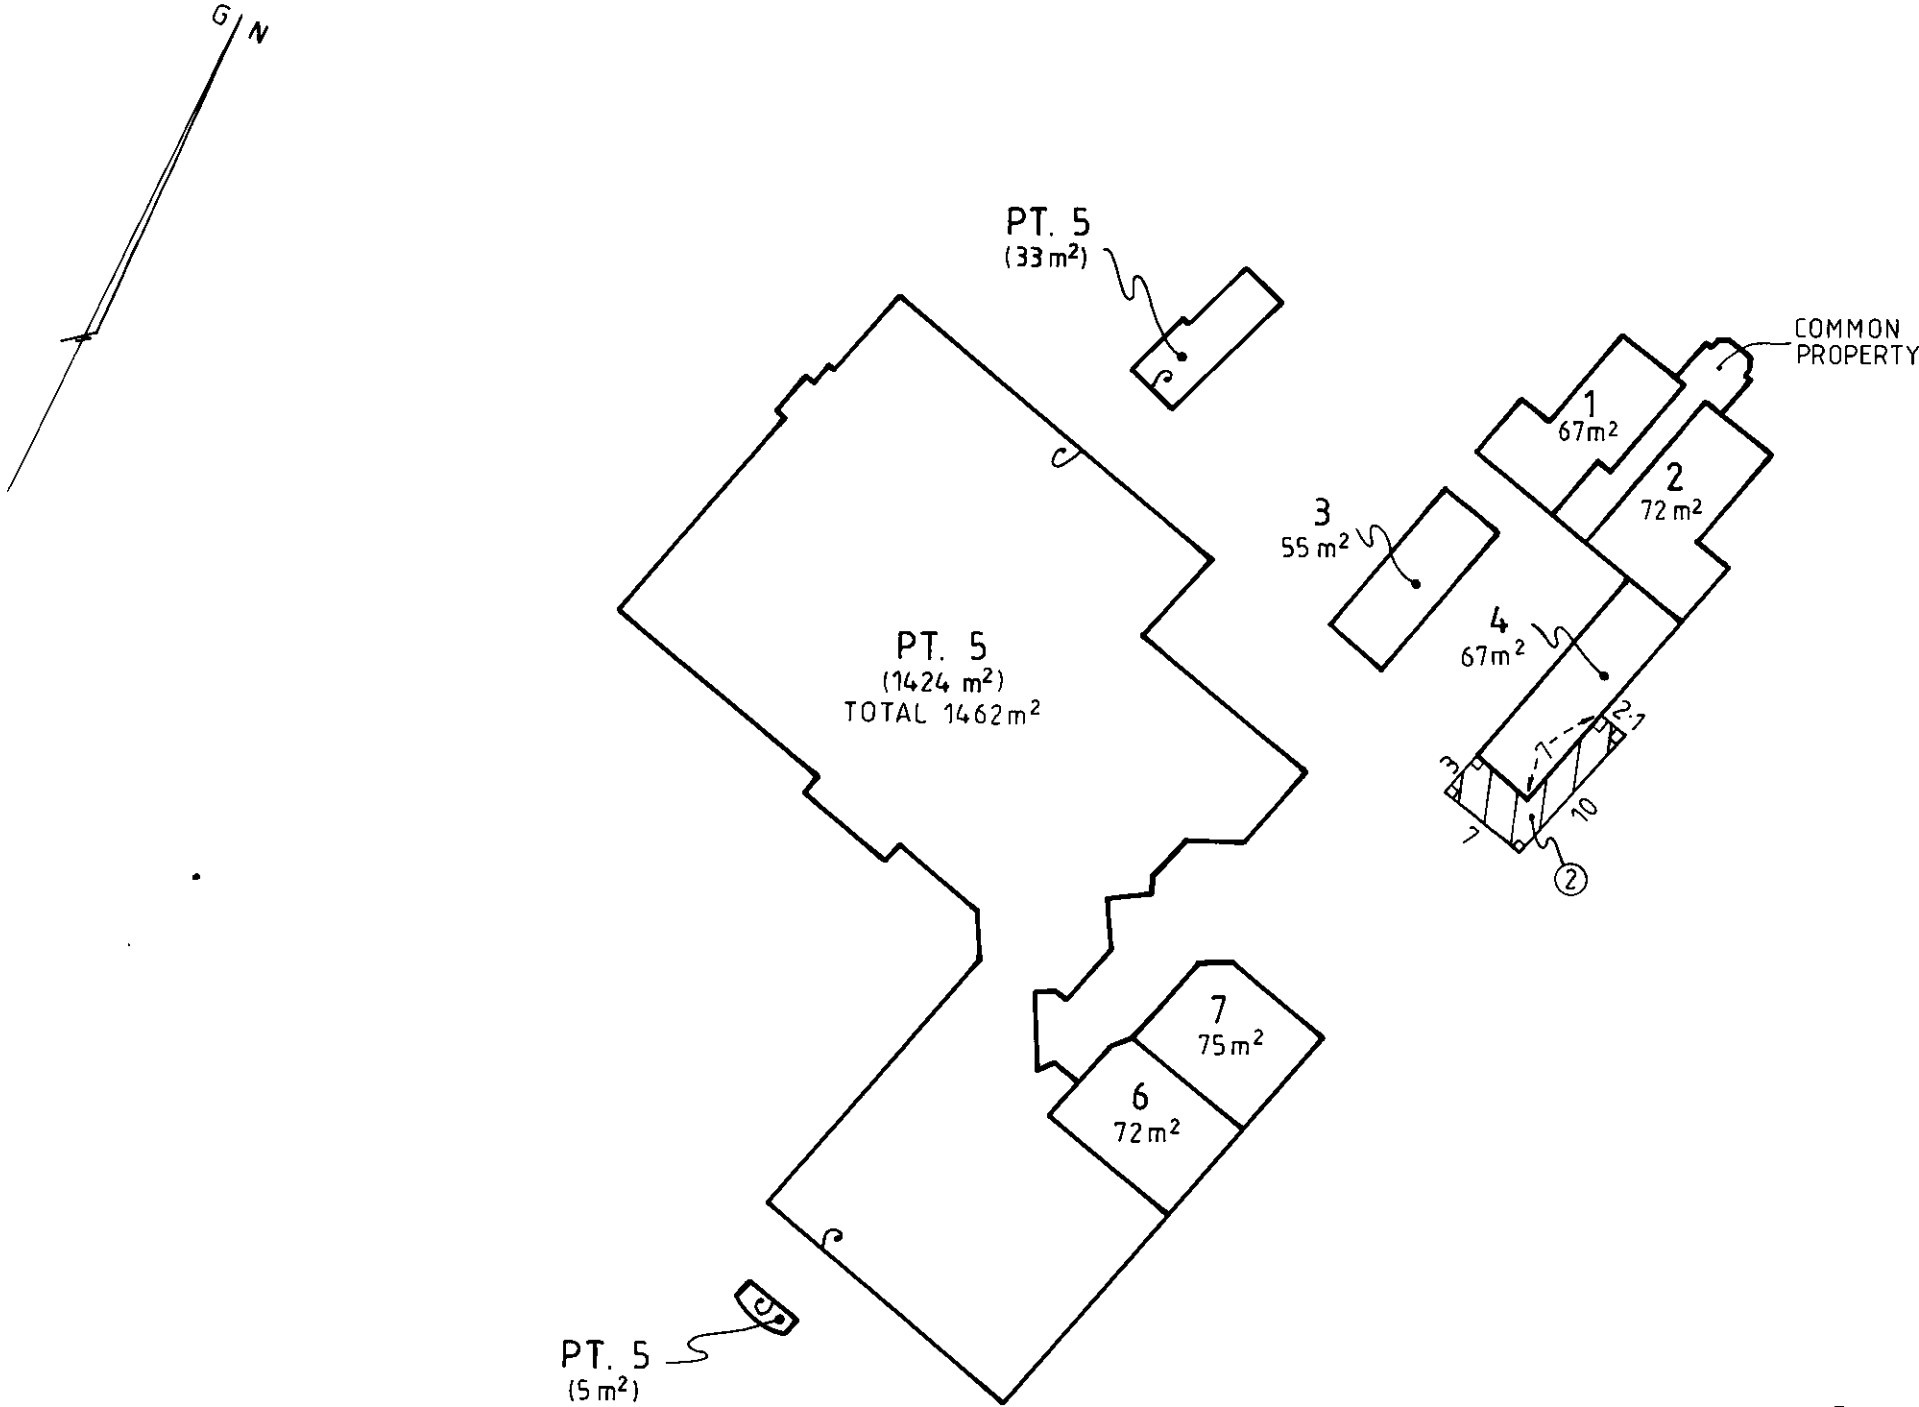 G N
PT. 5
(33 m²)
COMMON
PROPERTY
1
67m²
2
72 m²
3
55 m²
4
67m²
PT. 5
(1424 m²)
TOTAL 1462m²
2·1
7
3
10
7
2
7
75m²
6
72m²
PT. 5
(5 m²)